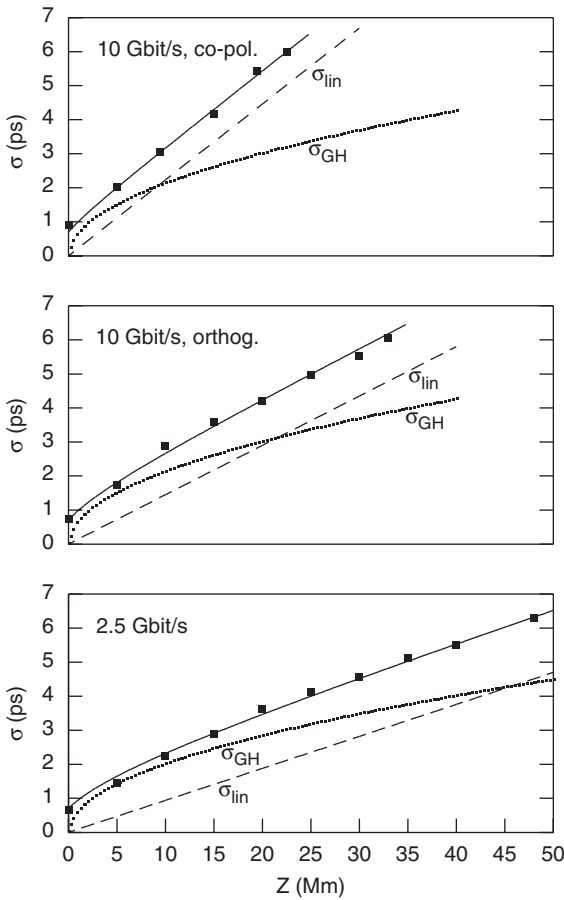 7
6
5
4
3
2
1
0
σ (ps)
10 Gbit/s, co-pol.
σlin
σGH
7
6
5
4
3
2
1
0
σ (ps)
10 Gbit/s, orthog.
σlin
σGH
7
6
5
4
3
2
1
0
σ (ps)
2.5 Gbit/s
σGH
σlin
0 5 10 15 20 25 30 35 40 45 50
Z (Mm)